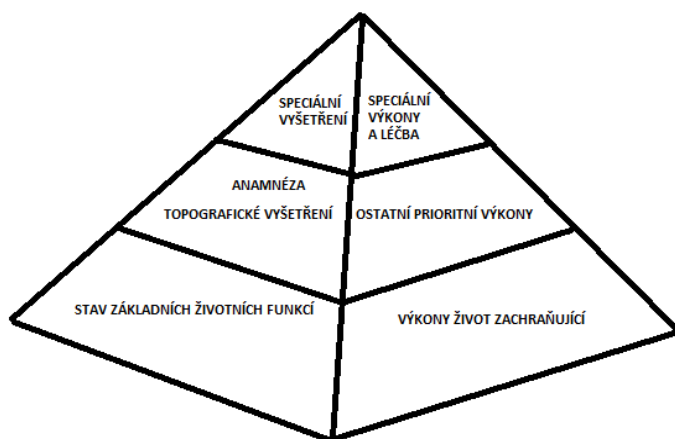 SPECIÁLNÍ
VYŠETŘENÍ
SPECIÁLNÍ
VÝKONY
A LÉČBA
ANAMNÉZA
TOPOGRAFICKÉ VYŠETŘENÍ
OSTATNÍ PRIORITNÍ VÝKONY
STAV ZÁKLADNÍCH ŽIVOTNÍCH FUNKCÍ
VÝKONY ŽIVOT ZACHRAŇUJÍCÍ